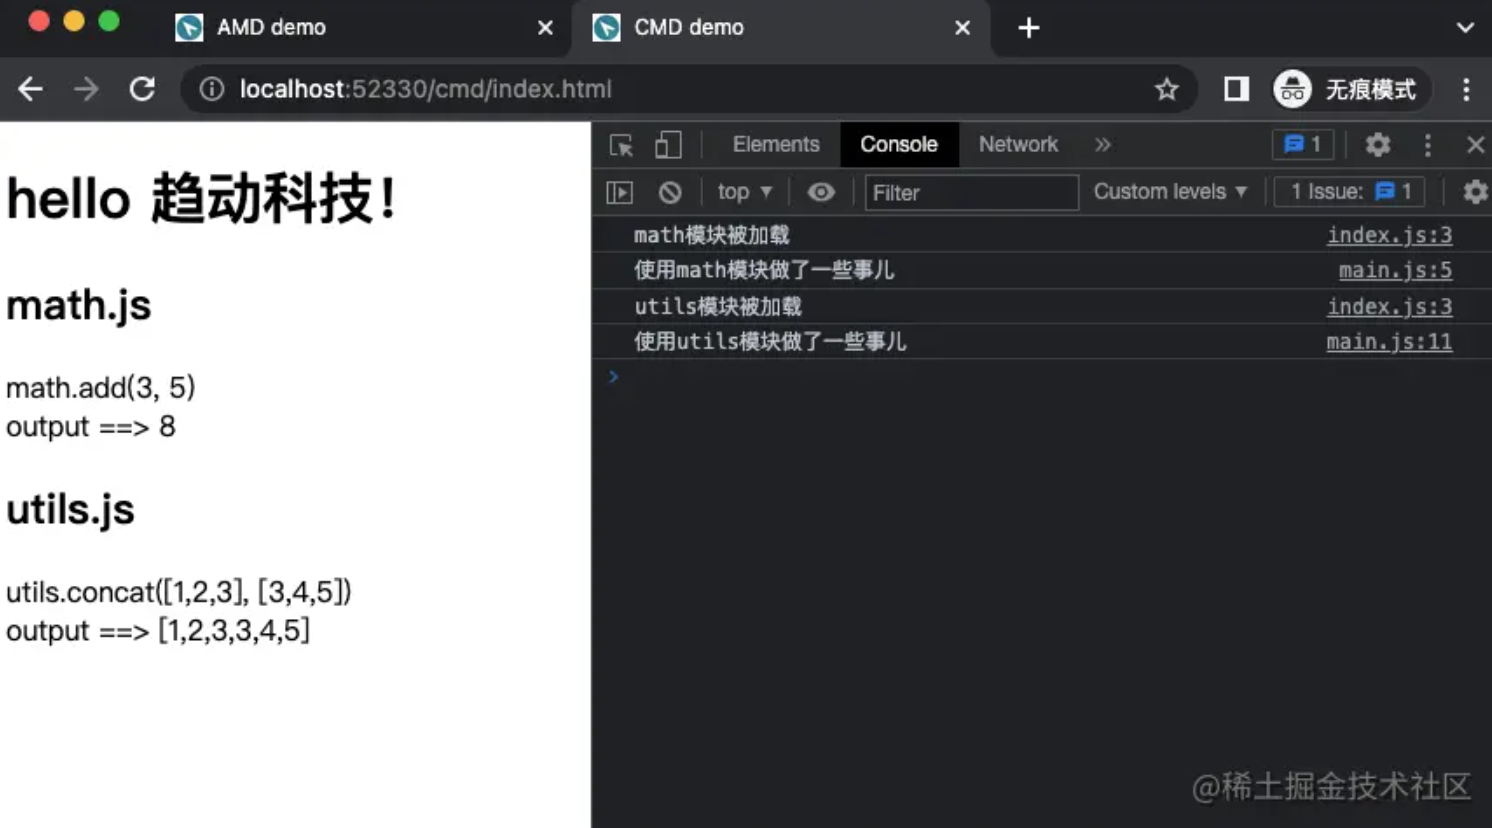 AMD demo
CMD demo
localhost:52330/cmd/index.html
无痕模式
hello 趋动科技!
math.js
math.add(3, 5)
output ==> 8
utils.js
utils.concat([1,2,3], [3,4,5])
output ==> [1,2,3,3,4,5]
Elements
Console
Network
1
top
Filter
Custom levels
1 Issue: 1
math模块被加载 index.js:3
使用math模块做了一些事儿 main.js:5
utils模块被加载 index.js:3
使用utils模块做了一些事儿 main.js:11
@稀土掘金技术社区